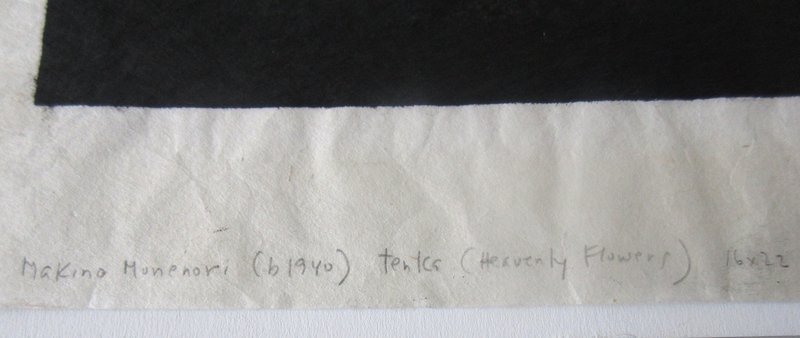 Makino Munenori (b1940) tenka (Heavenly Flowers) 16x22